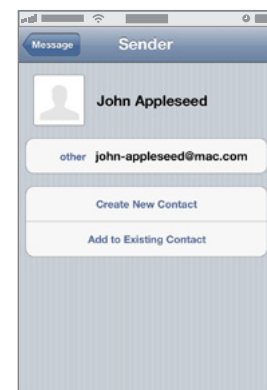 Message Sender
John Appleseed
other john-appleseed@mac.com
Create New Contact
Add to Existing Contact